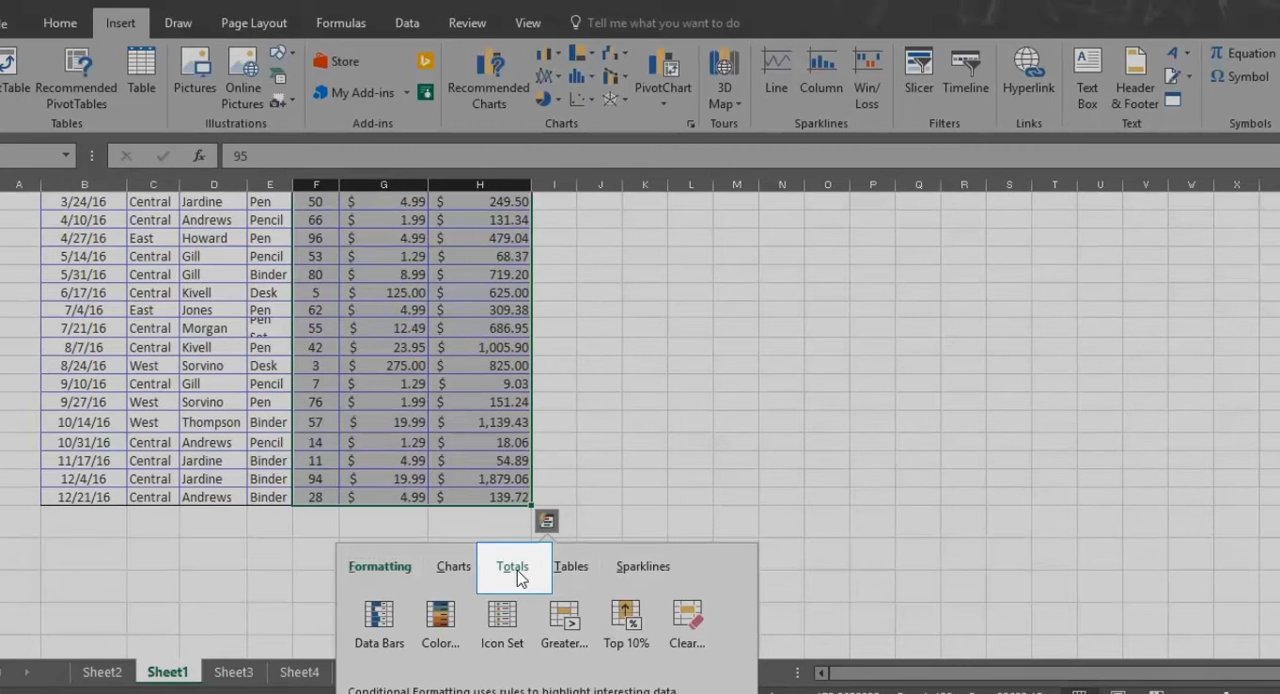 Home Insert Draw Page Layout Formulas Data Review View Tell me what you want to do
Table Recommended PivotTables Table Pictures Online Pictures Store My Add-ins Recommended Charts PivotChart 3D Map Line Column Win/Loss Slicer Timeline Hyperlink Text Box Header & Footer Equation Symbol
Tables Illustrations Add-ins Charts Tours Sparklines Filters Links Text Symbols
fx 95
A B C D E F G H I J K L M N O P Q R S T U V W X
3/24/16 Central Jardine Pen 50 $ 4.99 $ 249.50
4/10/16 Central Andrews Pencil 66 $ 1.99 $ 131.34
4/27/16 East Howard Pen 96 $ 4.99 $ 479.04
5/14/16 Central Gill Pencil 53 $ 1.29 $ 68.37
5/31/16 Central Gill Binder 80 $ 8.99 $ 719.20
6/17/16 Central Kivell Desk 5 $ 125.00 $ 625.00
7/4/16 East Jones Pen 62 $ 4.99 $ 309.38
7/21/16 Central Morgan Pen Set 55 $ 12.49 $ 686.95
8/7/16 Central Kivell Pen 42 $ 23.95 $ 1,005.90
8/24/16 West Sorvino Desk 3 $ 275.00 $ 825.00
9/10/16 Central Gill Pencil 7 $ 1.29 $ 9.03
9/27/16 West Sorvino Pen 76 $ 1.99 $ 151.24
10/14/16 West Thompson Binder 57 $ 19.99 $ 1,139.43
10/31/16 Central Andrews Pencil 14 $ 1.29 $ 18.06
11/17/16 Central Jardine Binder 11 $ 4.99 $ 54.89
12/4/16 Central Jardine Binder 94 $ 19.99 $ 1,879.06
12/21/16 Central Andrews Binder 28 $ 4.99 $ 139.72
Formatting Charts Totals Tables Sparklines
Data Bars Color... Icon Set Greater... Top 10% Clear...
Sheet2 Sheet1 Sheet3 Sheet4
Conditional Formatting uses rules to highlight interesting data